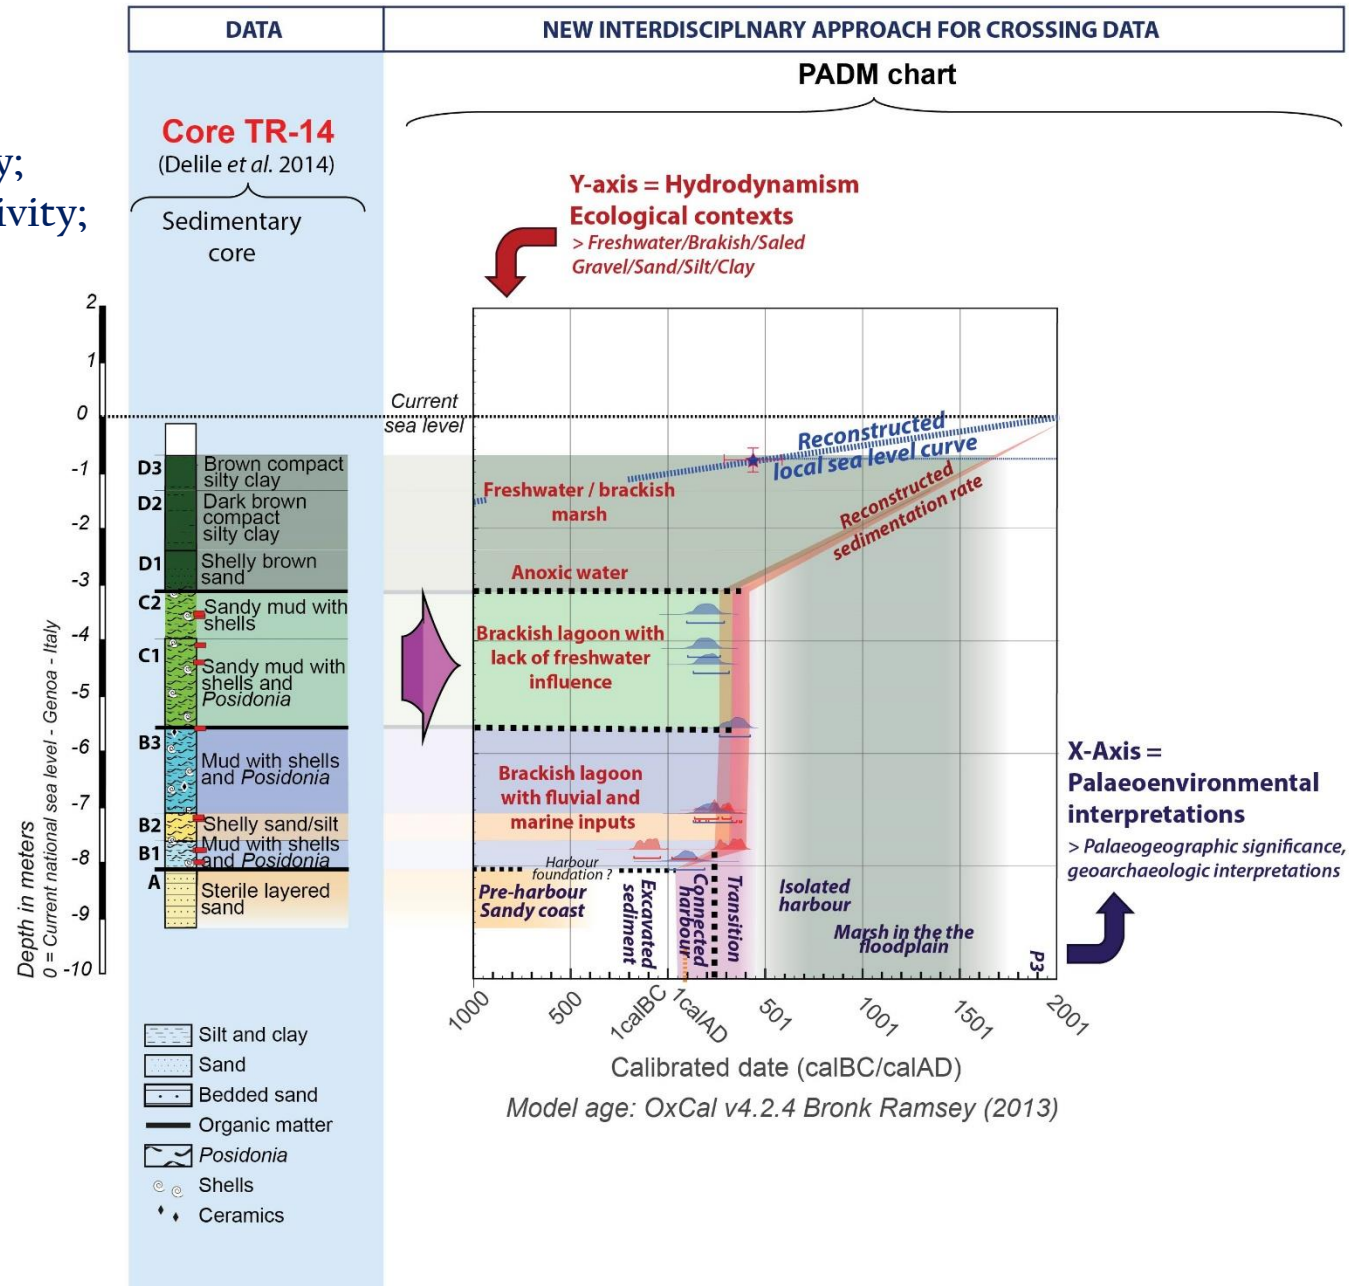 DATA
NEW INTERDISCIPLNARY APPROACH FOR CROSSING DATA
PADM chart
y;
ivity;
Core TR-14
(Delile et al. 2014)
Sedimentary
core
Y-axis = Hydrodynamism
Ecological contexts
> Freshwater/Brakish/Saled
Gravel/Sand/Silt/Clay
2
1
0
-1
-2
-3
-4
-5
-6
-7
-8
-9
-10
Depth in meters
0 = Current national sea level - Genoa - Italy
Current
sea level
D3
Brown compact
silty clay
D2
Dark brown
compact
silty clay
D1
Shelly brown
sand
C2
Sandy mud with
shells
C1
Sandy mud with
shells and
Posidonia
B3
Mud with shells
and Posidonia
B2
Shelly sand/silt
B1
Mud with shells
and Posidonia
A
Sterile layered
sand
Reconstructed
local sea level curve
Reconstructed
sedimentation rate
Freshwater / brackish
marsh
Anoxic water
Brackish lagoon with
lack of freshwater
influence
Brackish lagoon
with fluvial and
marine inputs
Harbour
foundation ?
Pre-harbour
Sandy coast
Excavated
sediment
Connected
harbour
Transition
Isolated
harbour
Marsh in the the
floodplain
P3
X-Axis =
Palaeoenvironmental
interpretations
> Palaeogeographic significance,
geoarchaeologic interpretations
1000
500
1calBC
1calAD
501
1001
1501
2001
Calibrated date (calBC/calAD)
Model age: OxCal v4.2.4 Bronk Ramsey (2013)
Silt and clay
Sand
Bedded sand
Organic matter
Posidonia
Shells
Ceramics